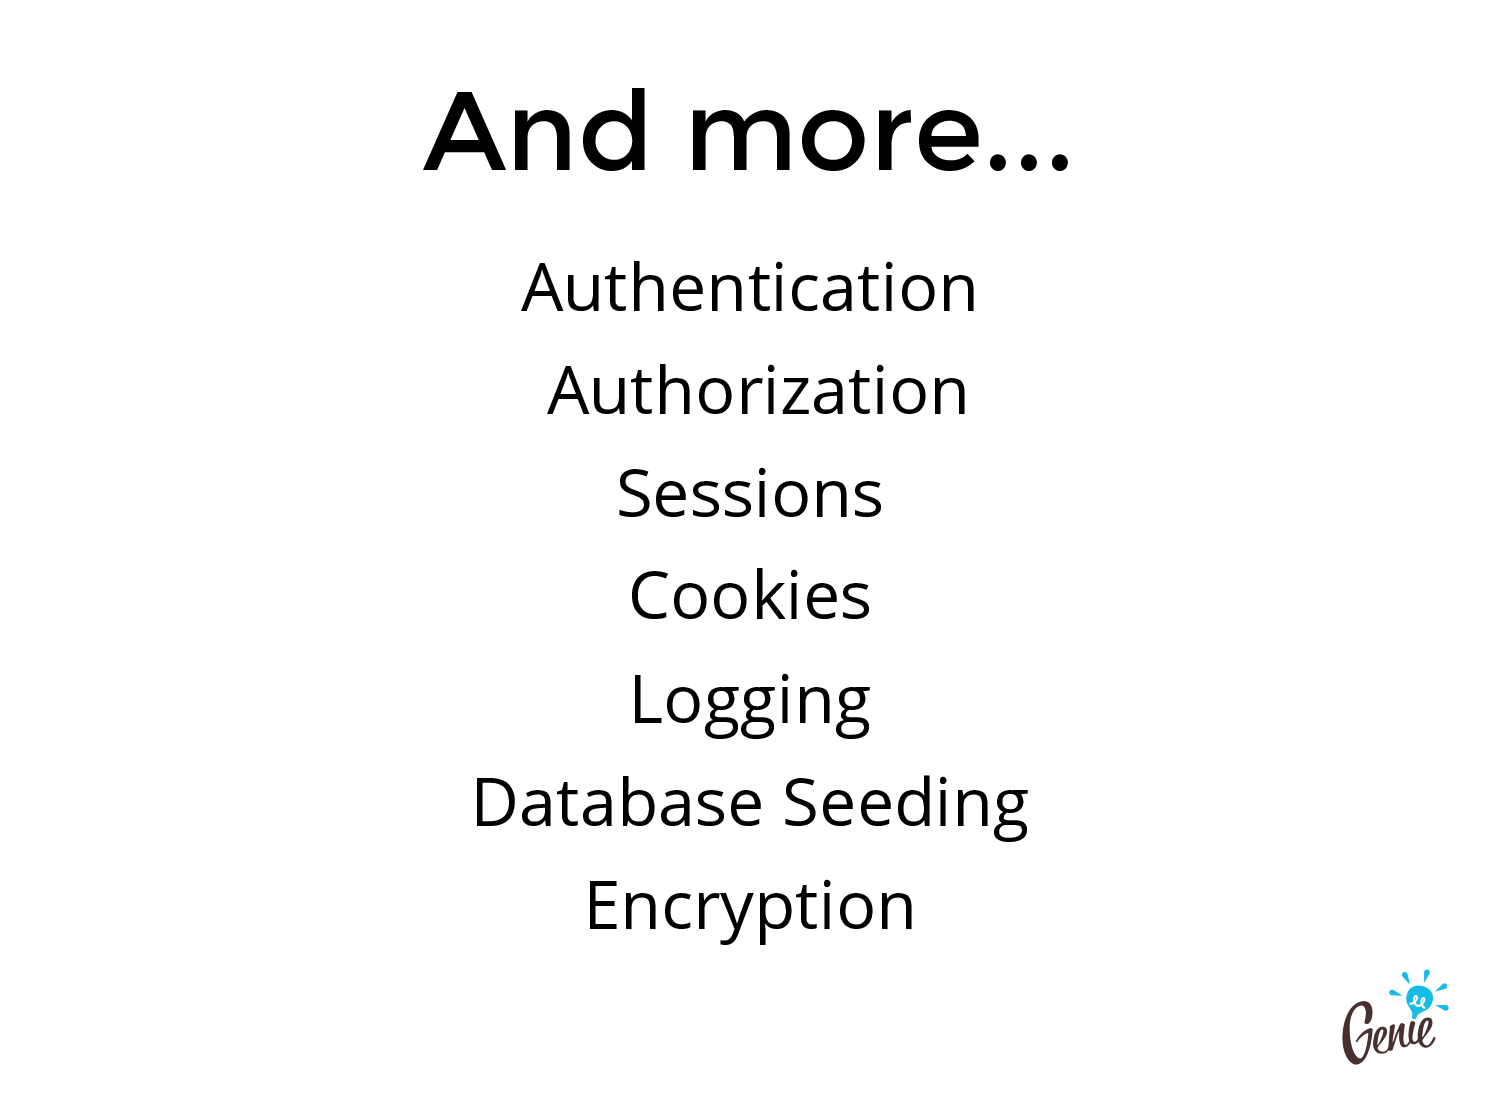 And more...
Authentication
Authorization
Sessions
Cookies
Logging
Database Seeding
Encryption
Genie